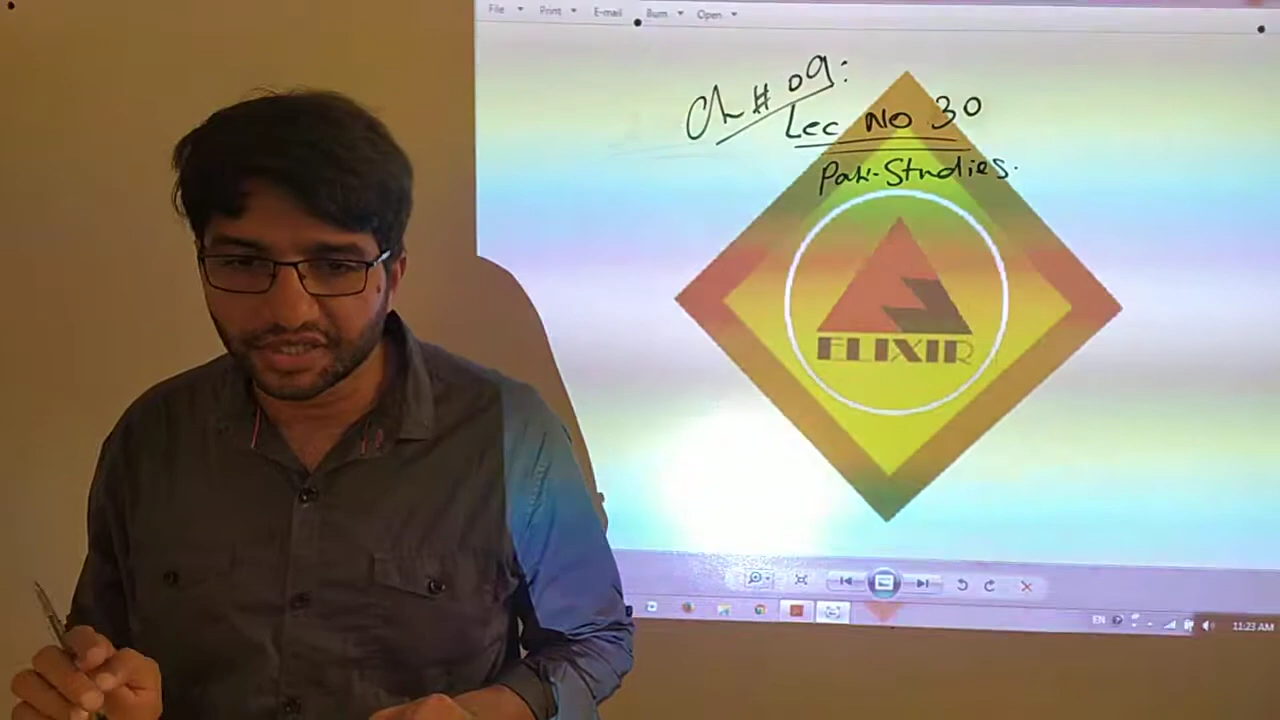 File Print E-mail Burn Open
Ch # 09:
Lec No 30
Pak-Studies.
ELIXIR
EN 11:23 AM